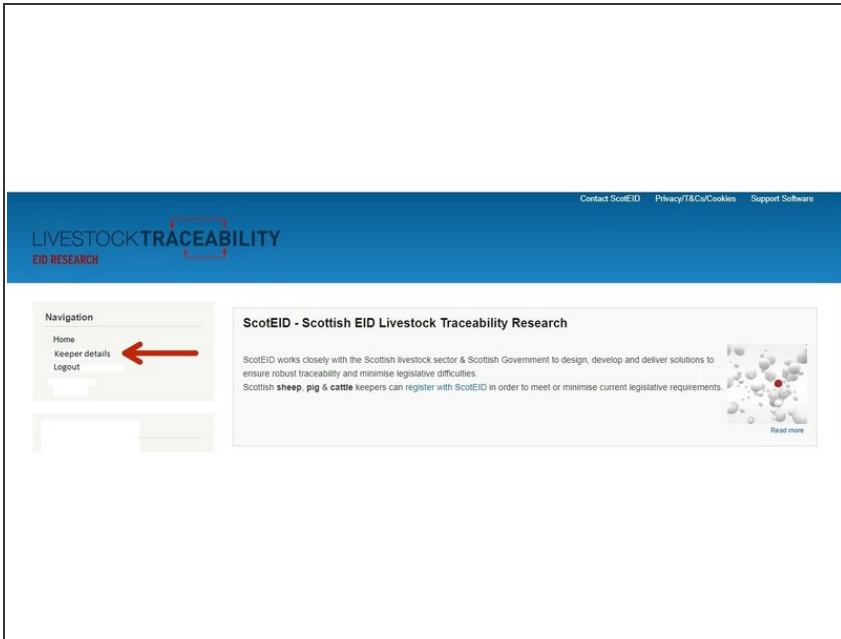 Contact ScotEID Privacy/T&Cs/Cookies Support Software
LIVESTOCKTRACEABILITY
EID RESEARCH
Navigation
Home
Keeper details
Logout
ScotEID - Scottish EID Livestock Traceability Research
ScotEID works closely with the Scottish livestock sector & Scottish Government to design, develop and deliver solutions to
ensure robust traceability and minimise legislative difficulties.
Scottish sheep, pig & cattle keepers can register with ScotEID in order to meet or minimise current legislative requirements.
Read more